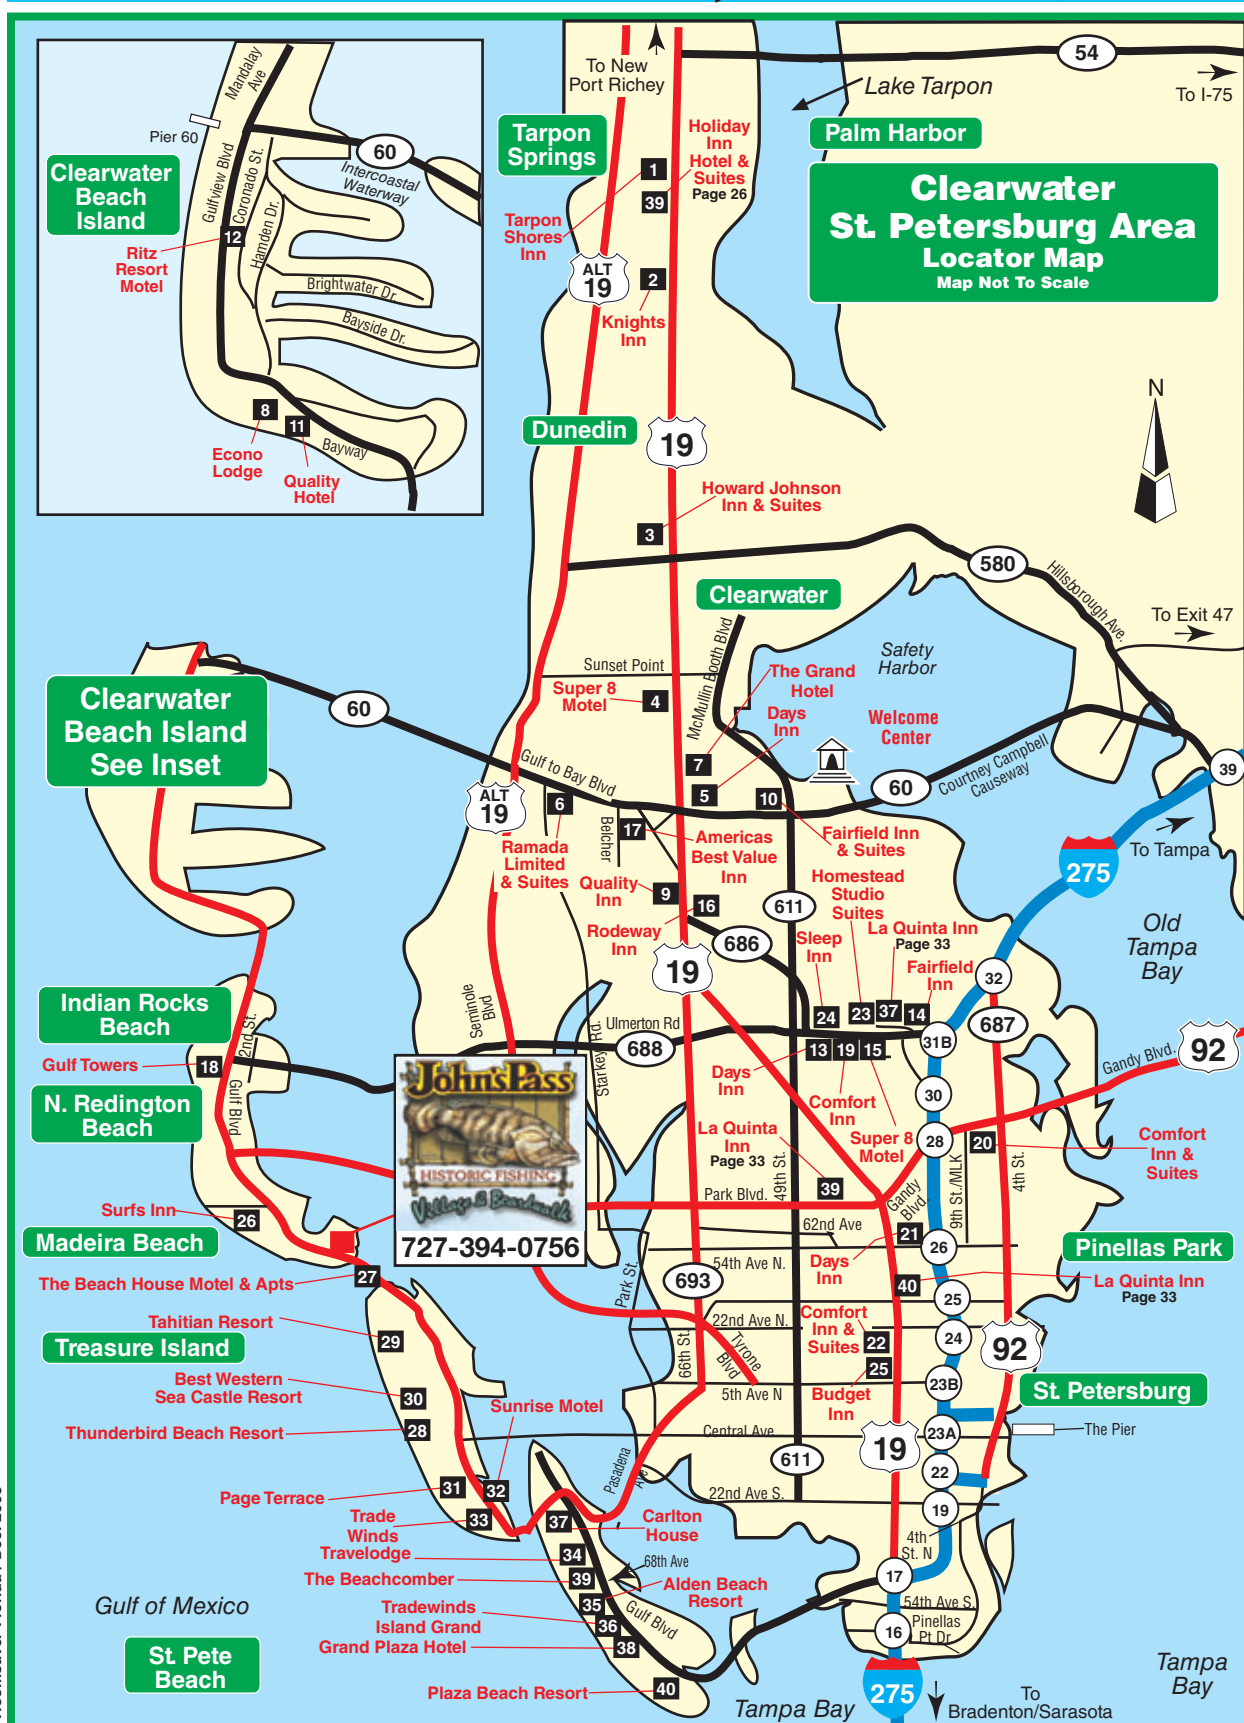 Mandalay
Ave
Pier 60
60
Intercoastal
Waterway
Clearwater
Beach
Island
Gulfview Blvd
Coronado St.
Hamden Dr.
12
Ritz
Resort
Motel
Brightwater Dr.
Bayside Dr.
8
11
Bayway
Econo
Lodge
Quality
Hotel
To New
Port Richey
54
To I-75
Lake Tarpon
Tarpon
Springs
Holiday
Inn
Hotel &
Suites
Page 26
Palm Harbor
Clearwater
St. Petersburg Area
Locator Map
Map Not To Scale
1
39
Tarpon
Shores
Inn
ALT
19
2
Knights
Inn
N
Dunedin
19
Howard Johnson
Inn & Suites
3
580
Hillsborough Ave.
Clearwater
To Exit 47
McMullin Booth Blvd
Safety
Harbor
Sunset Point
Super 8
Motel
4
The Grand
Hotel
Days
Inn
Welcome
Center
Clearwater
Beach Island
See Inset
60
Gulf to Bay Blvd
7
5
10
60
Courtney Campbell
Causeway
39
ALT
19
6
Belcher
17
Ramada
Limited
& Suites
Americas
Best Value
Inn
Fairfield Inn
& Suites
To Tampa
275
Quality
Inn
9
16
Homestead
Studio
Suites
611
Rodeway
Inn
686
Sleep
Inn
La Quinta Inn
Page 33
Fairfield
Inn
Old
Tampa
Bay
19
32
Indian Rocks
Beach
2nd St.
Seminole
Blvd
Starkey Rd.
Ulmerton Rd
688
24
23
37
14
687
31B
92
Gandy Blvd.
Gulf Towers
18
13
19
15
Days
Inn
Comfort
Inn
Super 8
Motel
30
N. Redington
Beach
Gulf Blvd
John's Pass
HISTORIC FISHING
Village & Boardwalk
727-394-0756
La Quinta
Inn
Page 33
49th St.
28
20
Comfort
Inn &
Suites
9th St./MLK
4th St.
39
Park Blvd.
Gandy
Blvd.
Surfs Inn
26
62nd Ave
21
26
Madeira Beach
Pinellas Park
54th Ave N.
Days
Inn
The Beach House Motel & Apts
27
Park St.
693
40
La Quinta Inn
Page 33
25
Tahitian Resort
29
22nd Ave N.
Comfort
Inn &
Suites
22
24
92
Treasure Island
66th St.
Tyrone
Blvd
25
Best Western
Sea Castle Resort
30
5th Ave N
Budget
Inn
23B
St. Petersburg
Sunrise Motel
Thunderbird Beach Resort
28
Central Ave
19
23A
The Pier
611
22
Pasadena
Ave
Page Terrace
31
32
22nd Ave S.
19
Trade
Winds
33
37
Carlton
House
4th
St. N
Travelodge
34
68th Ave
17
The Beachcomber
39
Alden Beach
Resort
35
54th Ave S.
Gulf of Mexico
Tradewinds
Island Grand
36
Gulf Blvd
16
Pinellas
Pt Dr
Grand Plaza Hotel
38
St. Pete
Beach
Plaza Beach Resort
40
Tampa Bay
275
To
Bradenton/Sarasota
Tampa
Bay